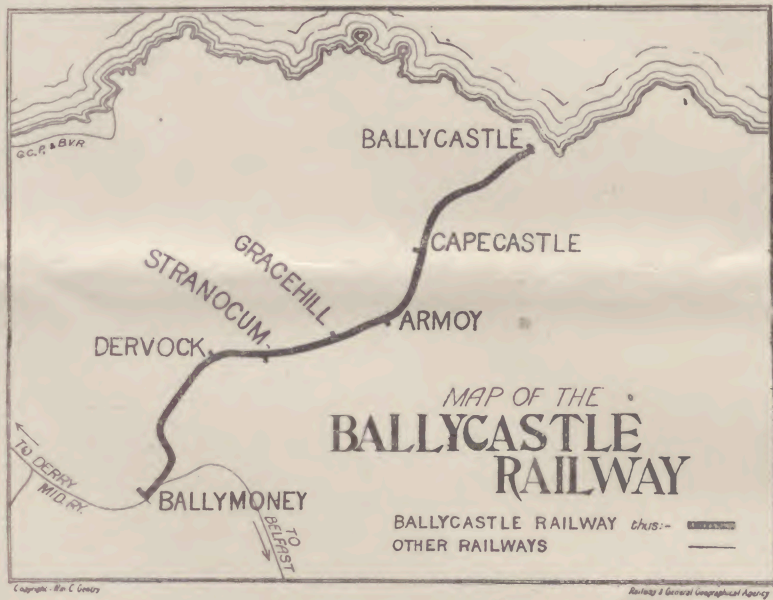 G.C.P. & B.V.R
BALLYCASTLE
CAPECASTLE
GRACEHILL
STRANOCUM
ARMOY
DERVOCK
MAP OF THE
BALLYCASTLE
RAILWAY
TO DERRY
MID. RY.
BALLYMONEY
TO
BELFAST
BALLYCASTLE RAILWAY thus:-
OTHER RAILWAYS
Copyright
Railway & General Geographical Agency